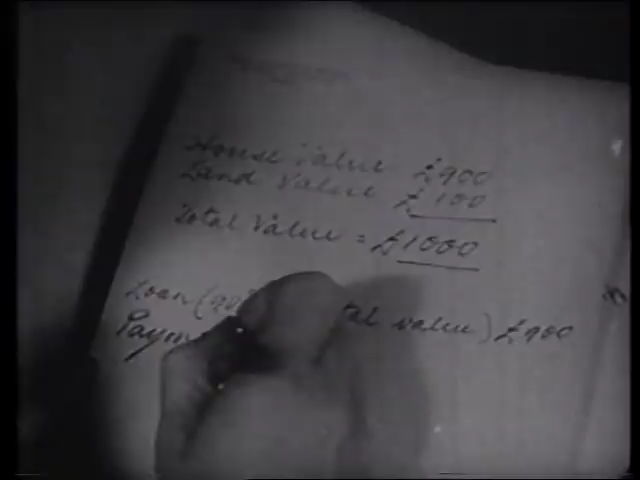 House Value £900
Land Value £100
Total Value = £1000
Loan (90 tal value) £900
Paym